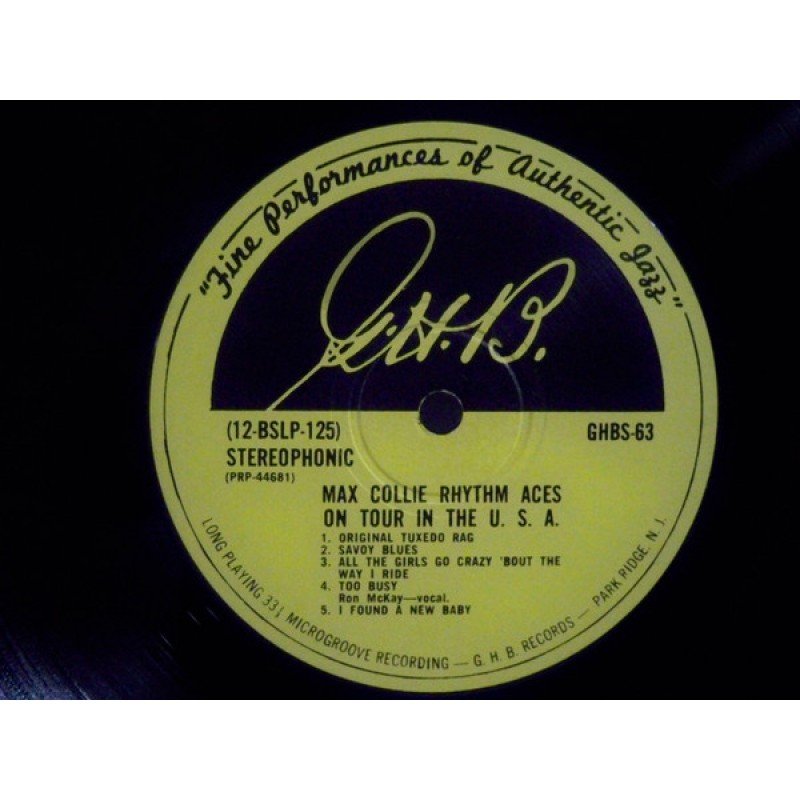 "Fine Performances of Authentic Jazz"
G.H.B.
(12-BSLP-125)
GHBS-63
STEREOPHONIC
(PRP-44681)
MAX COLLIE RHYTHM ACES
ON TOUR IN THE U. S. A.
1. ORIGINAL TUXEDO RAG
2. SAVOY BLUES
3. ALL THE GIRLS GO CRAZY 'BOUT THE
WAY I RIDE
4. TOO BUSY
Ron McKay—vocal.
5. I FOUND A NEW BABY
LONG PLAYING 33⅓ MICROGROOVE RECORDING — G. H. B. RECORDS — PARK RIDGE, N. J.